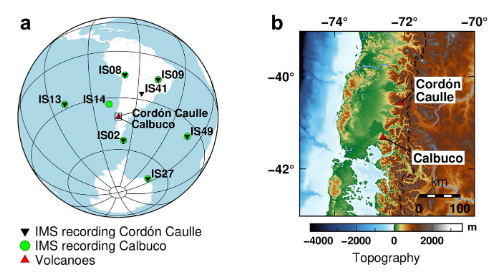 a
IS08
IS09
IS41
IS13
IS14
Cordón Caulle
Calbuco
IS02
IS49
IS27
IMS recording Cordón Caulle
IMS recording Calbuco
Volcanoes
b
−74° −72° −70°
−40°
Cordón
Caulle
Calbuco
−42°
km
0 100
m
−4000 −2000 0 2000
Topography